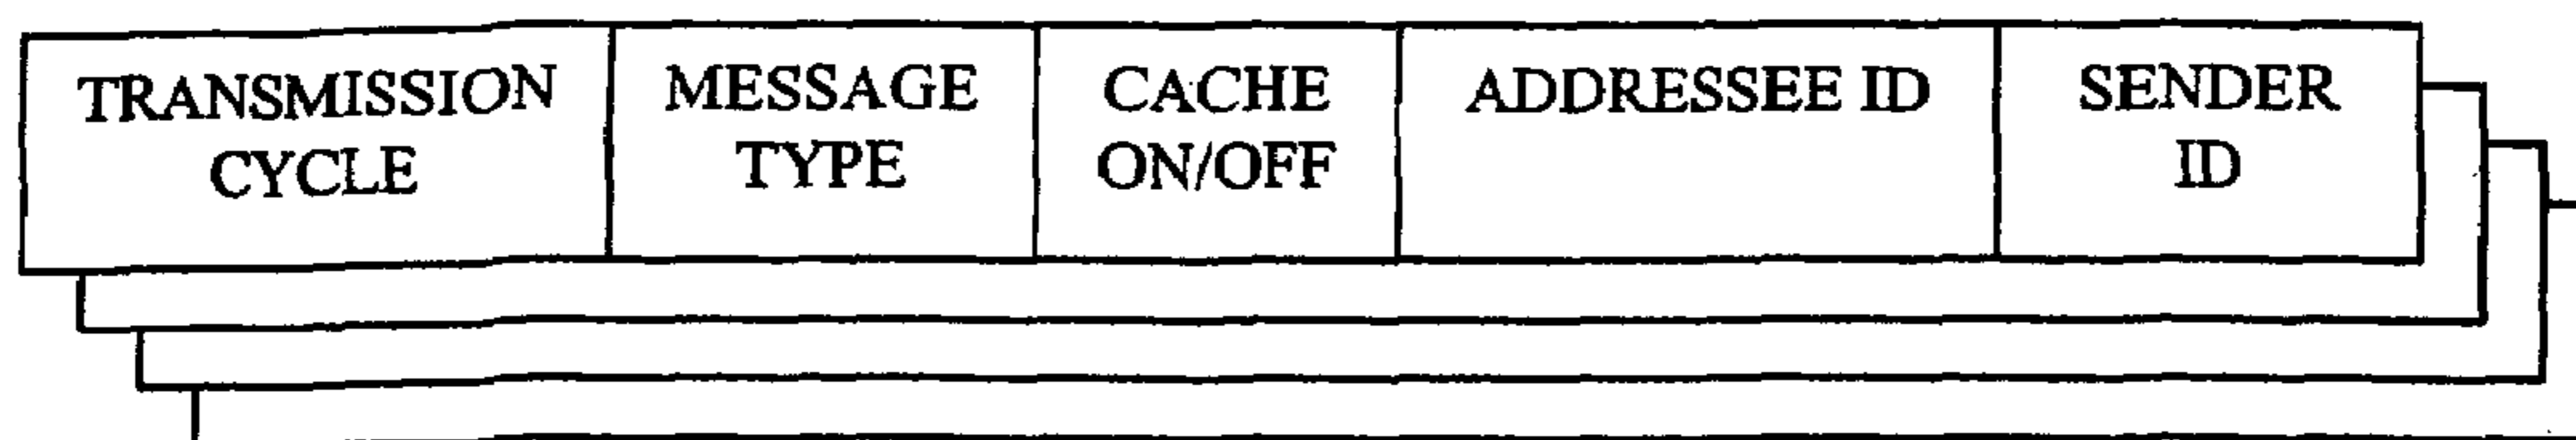 TRANSMISSION
CYCLE
MESSAGE
TYPE
CACHE
ON/OFF
ADDRESSEE ID
SENDER
ID